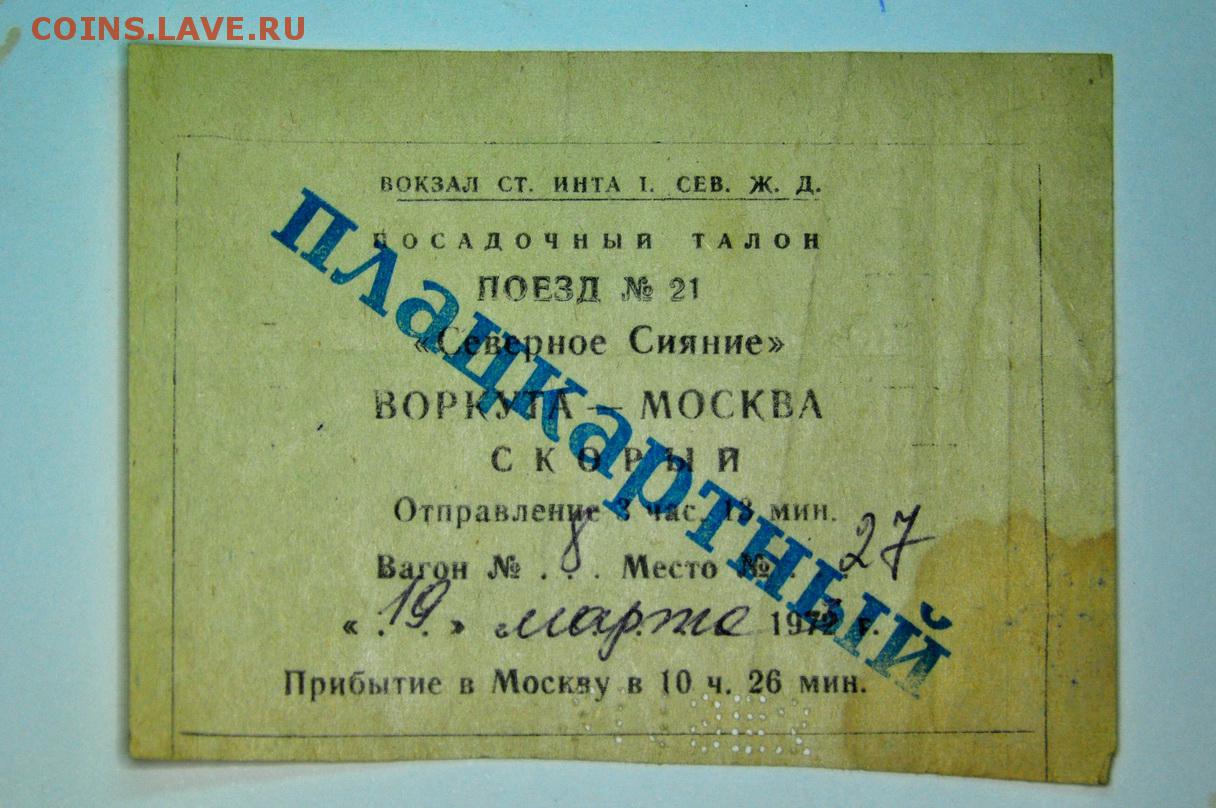 COINS.LAVE.RU
ВОКЗАЛ СТ. ИНТА I. СЕВ. Ж. Д.
ПОСАДОЧНЫЙ ТАЛОН
ПОЕЗД № 21
«Северное Сияние»
ВОРКУТА — МОСКВА
СКОРЫЙ
Отправление час. 13 мин.
Вагон № 8 Место № 27
«19» марта г.
Прибытие в Москву в 10 ч. 26 мин.
плацкартный